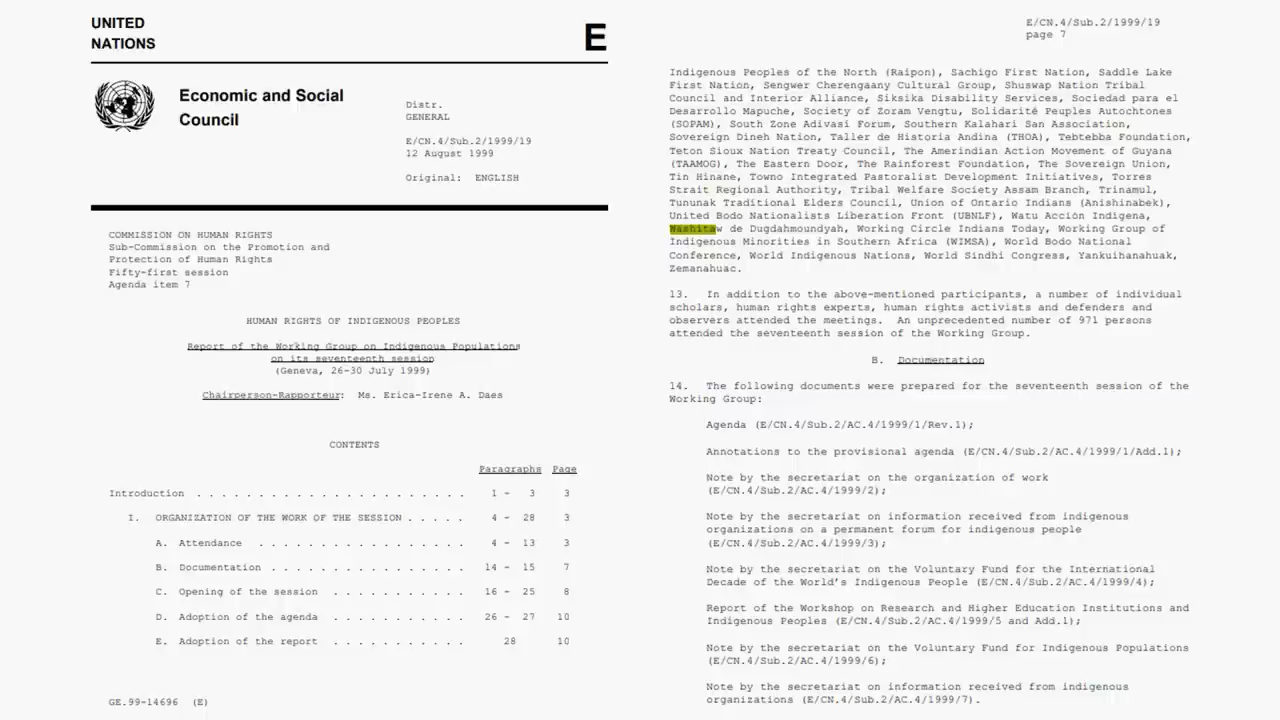 UNITED
NATIONS
E
Economic and Social
Council
Distr.
GENERAL
E/CN.4/Sub.2/1999/19
12 August 1999
Original: ENGLISH
COMMISSION ON HUMAN RIGHTS
Sub-Commission on the Promotion and
Protection of Human Rights
Fifty-first session
Agenda item 7
HUMAN RIGHTS OF INDIGENOUS PEOPLES
Report of the Working Group on Indigenous Populations
on its seventeenth session
(Geneva, 26-30 July 1999)
Chairperson-Rapporteur: Ms. Erica-Irene A. Daes
CONTENTS
Paragraphs Page
Introduction . . . . . . . . . . . . . . . . . . . . . . 1 - 3 3
I. ORGANIZATION OF THE WORK OF THE SESSION . . . . . 4 - 28 3
A. Attendance . . . . . . . . . . . . . . . . . 4 - 13 3
B. Documentation . . . . . . . . . . . . . . . . 14 - 15 7
C. Opening of the session . . . . . . . . . . . 16 - 25 8
D. Adoption of the agenda . . . . . . . . . . . 26 - 27 10
E. Adoption of the report . . . . . . . . . . . 28 10
GE.99-14696 (E)
E/CN.4/Sub.2/1999/19
page 7
Indigenous Peoples of the North (Raipon), Sachigo First Nation, Saddle Lake
First Nation, Sengwer Cherengaany Cultural Group, Shuswap Nation Tribal
Council and Interior Alliance, Siksika Disability Services, Sociedad para el
Desarrollo Mapuche, Society of Zoram Vengtu, Solidarité Peuples Autochtones
(SOPAM), South Zone Adivasi Forum, Southern Kalahari San Association,
Sovereign Dineh Nation, Taller de Historia Andina (THOA), Tebtebba Foundation,
Teton Sioux Nation Treaty Council, The Amerindian Action Movement of Guyana
(TAAMOG), The Eastern Door, The Rainforest Foundation, The Sovereign Union,
Tin Hinane, Towno Integrated Pastoralist Development Initiatives, Torres
Strait Regional Authority, Tribal Welfare Society Assam Branch, Trinamul,
Tununak Traditional Elders Council, Union of Ontario Indians (Anishinabek),
United Bodo Nationalists Liberation Front (UBNLF), Watu Acción Indígena,
Washitaw de Dugdahmoundyah, Working Circle Indians Today, Working Group of
Indigenous Minorities in Southern Africa (WIMSA), World Bodo National
Conference, World Indigenous Nations, World Sindhi Congress, Yankuihanahuak,
Zemanahuac.
13. In addition to the above-mentioned participants, a number of individual
scholars, human rights experts, human rights activists and defenders and
observers attended the meetings. An unprecedented number of 971 persons
attended the seventeenth session of the Working Group.
B. Documentation
14. The following documents were prepared for the seventeenth session of the
Working Group:
Agenda (E/CN.4/Sub.2/AC.4/1999/1/Rev.1);
Annotations to the provisional agenda (E/CN.4/Sub.2/AC.4/1999/1/Add.1);
Note by the secretariat on the organization of work
(E/CN.4/Sub.2/AC.4/1999/2);
Note by the secretariat on information received from indigenous
organizations on a permanent forum for indigenous people
(E/CN.4/Sub.2/AC.4/1999/3);
Note by the secretariat on the Voluntary Fund for the International
Decade of the World's Indigenous People (E/CN.4/Sub.2/AC.4/1999/4);
Report of the Workshop on Research and Higher Education Institutions and
Indigenous Peoples (E/CN.4/Sub.2/AC.4/1999/5 and Add.1);
Note by the secretariat on the Voluntary Fund for Indigenous Populations
(E/CN.4/Sub.2/AC.4/1999/6);
Note by the secretariat on information received from indigenous
organizations (E/CN.4/Sub.2/AC.4/1999/7).